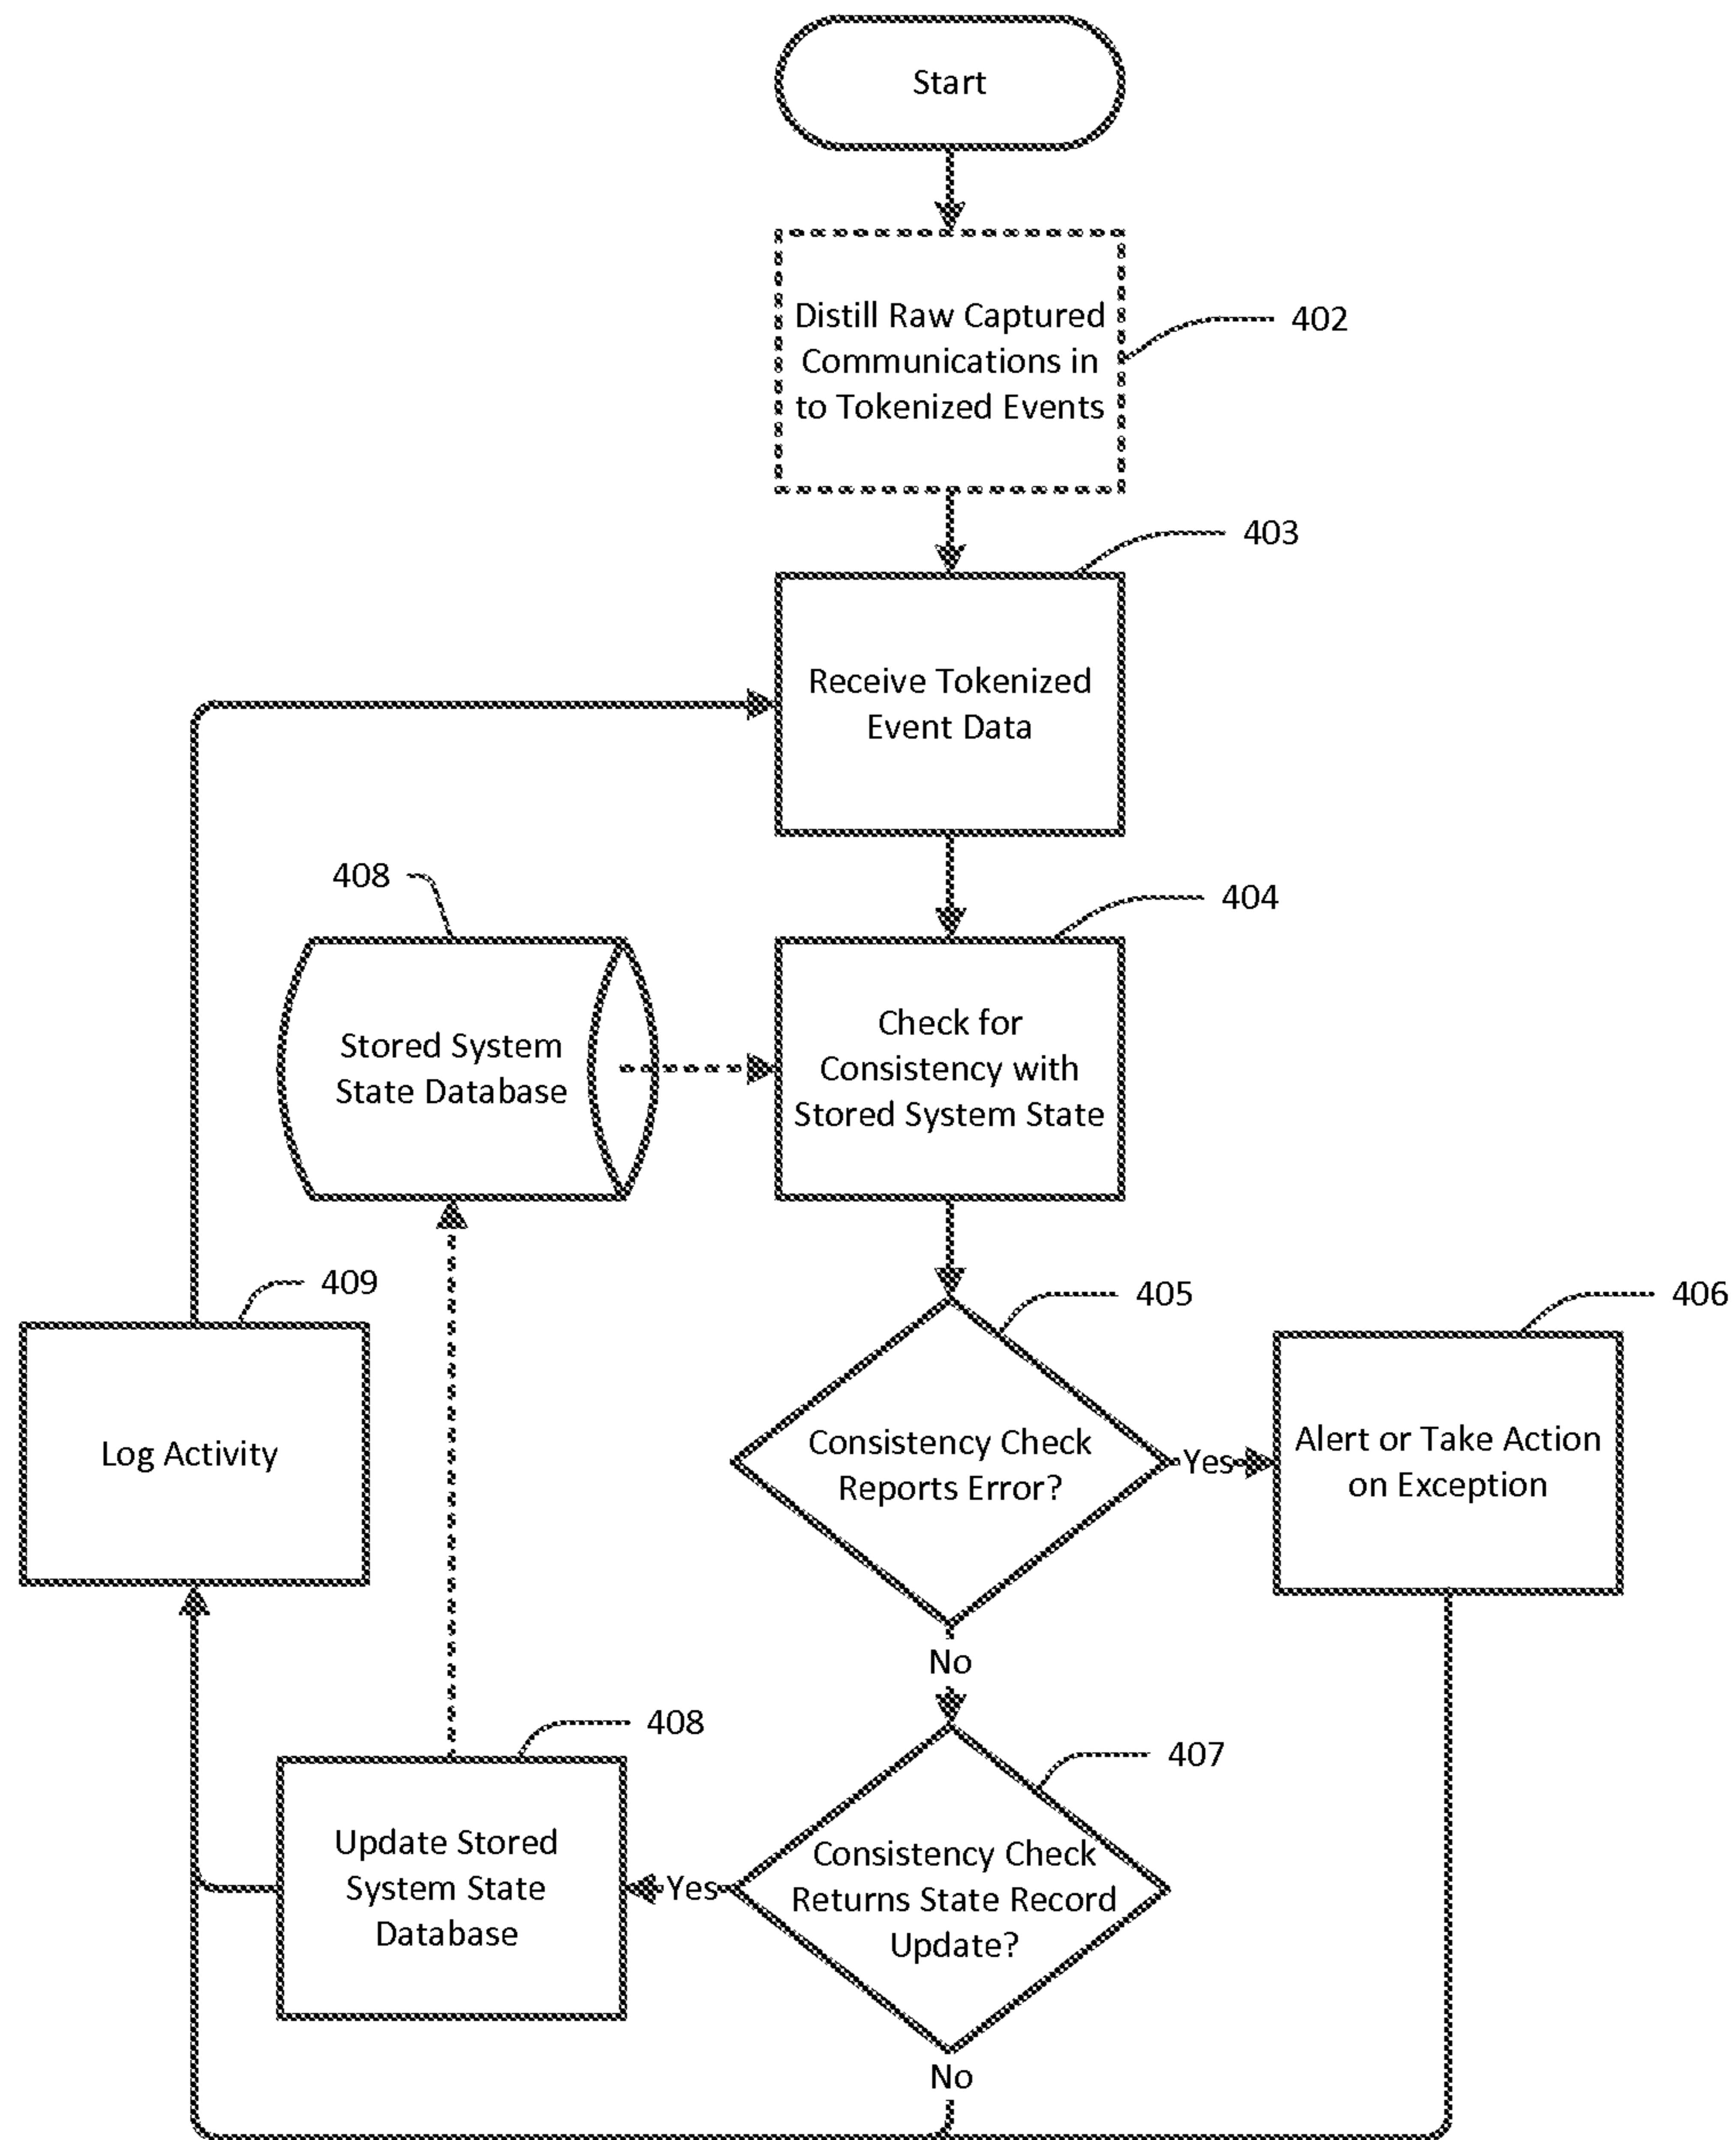 Start
Distill Raw Captured
Communications in
to Tokenized Events
402
403
Receive Tokenized
Event Data
408
404
Stored System
State Database
Check for
Consistency with
Stored System State
409
405
406
Log Activity
Consistency Check
Reports Error?
Yes
Alert or Take Action
on Exception
No
408
407
Update Stored
System State
Database
Yes
Consistency Check
Returns State Record
Update?
No